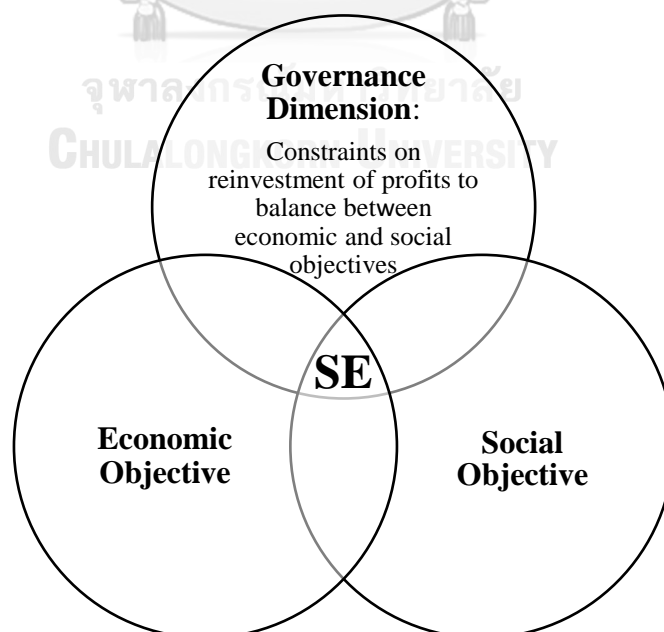 Governance
Dimension:
จุฬาลงกรณ์มหาวิทยาลัย
CHULALONGKORN UNIVERSITY
Constraints on
reinvestment of profits to
balance between
economic and social
objectives
SE
Economic
Objective
Social
Objective